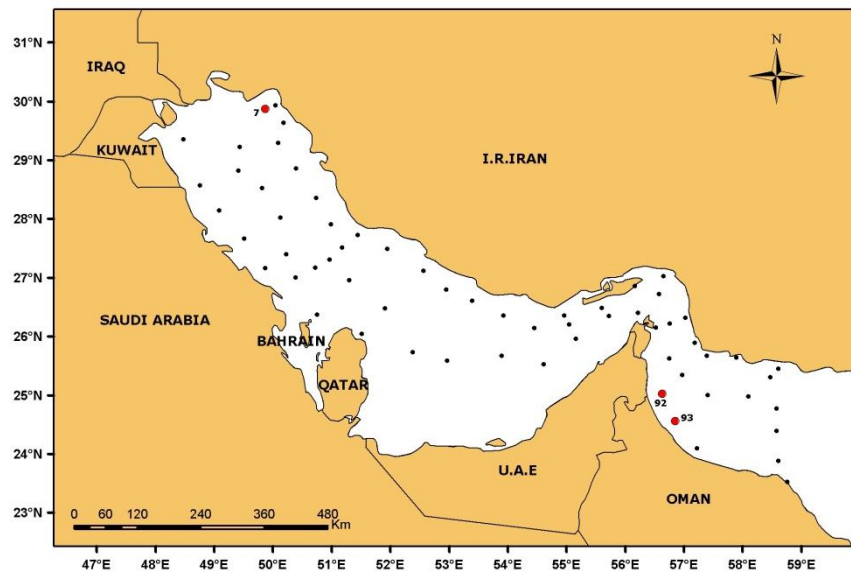 N
31°N
IRAQ
30°N
7
KUWAIT
29°N
I.R.IRAN
28°N
27°N
SAUDI ARABIA
26°N
BAHRAIN
QATAR
25°N
92
93
24°N
U.A.E
OMAN
23°N
0 60 120 240 360 480
Km
47°E 48°E 49°E 50°E 51°E 52°E 53°E 54°E 55°E 56°E 57°E 58°E 59°E